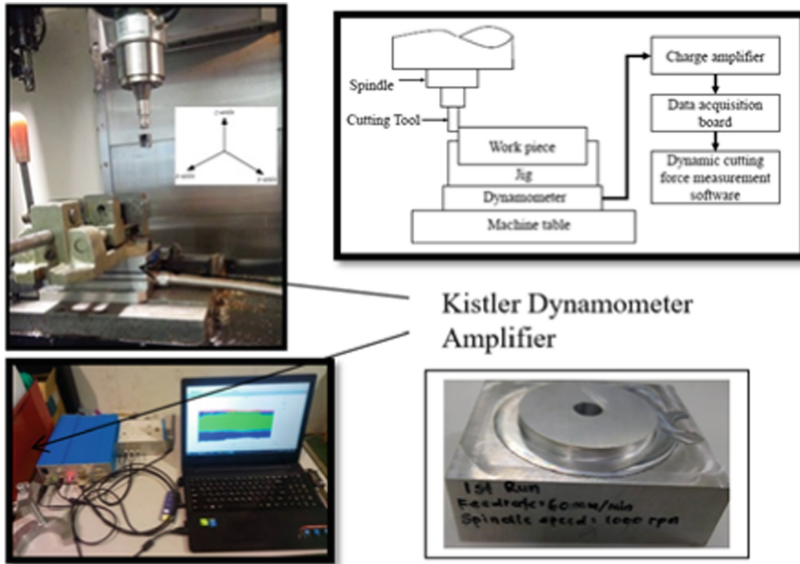 Spindle
Cutting Tool
Work piece
Jig
Dynamometer
Machine table
Charge amplifier
Data acquisition
board
Dynamic cutting
force measurement
software
Kistler Dynamometer
Amplifier
1st Run
Feedrate=60mm/min
Spindle speed=1000 rpm